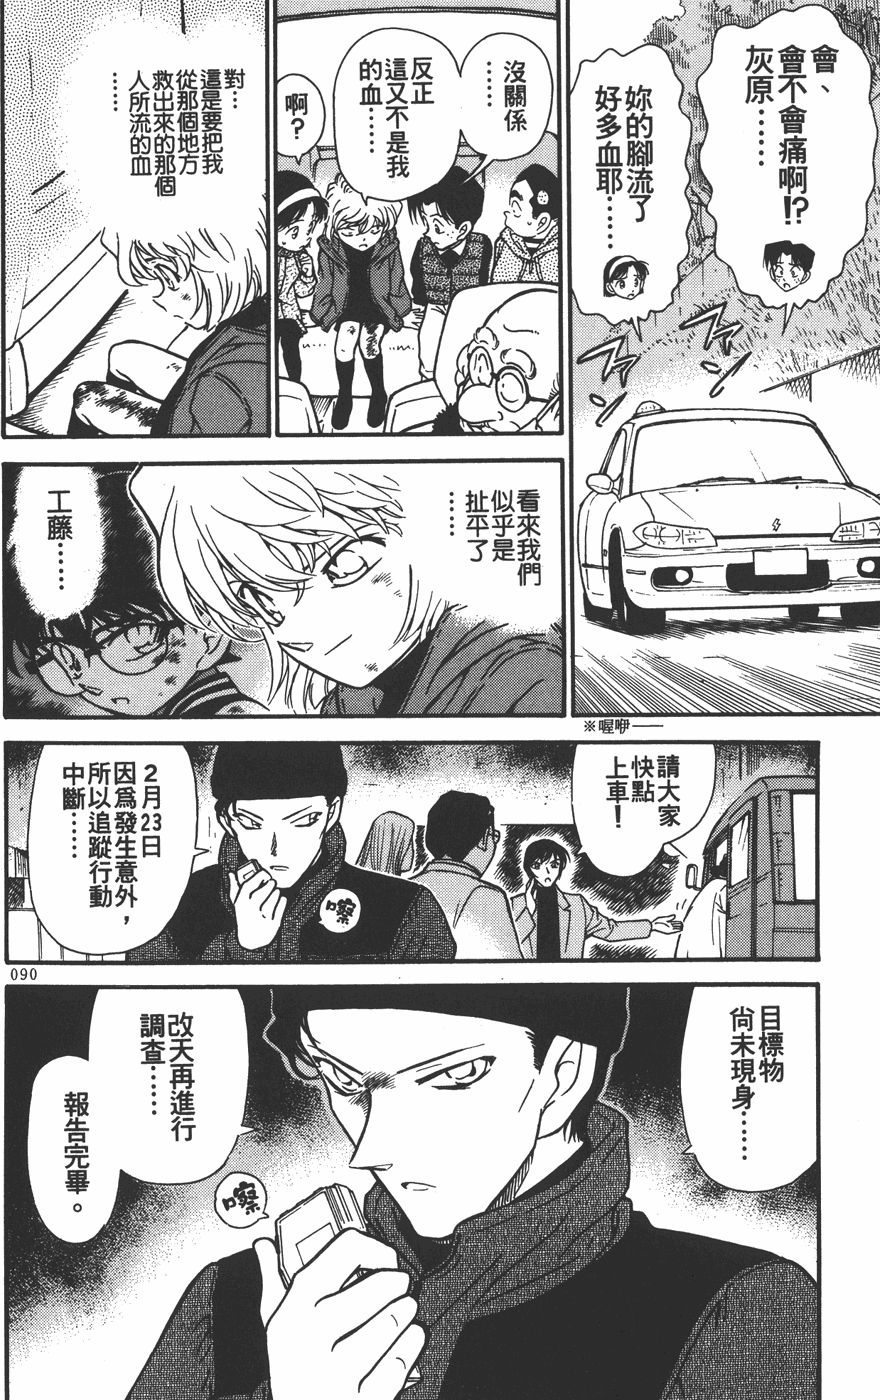 會、
會不會痛啊!?
灰原……
妳的腳流了
好多血耶……
※喔咿——
沒關係
……
反正
這又不是我
的血……
啊?
對…
這是要把我
從那個地方
救出來的那個
人所流的血
……
看來我們
似乎是
扯平了
……
工藤……
請大家
快點
上車!
2月23日
因為發生意外,
所以追蹤行動
中斷……
嚓
090
目標物
尚未現身……
改天再進行
調查……
報告完畢。
嚓